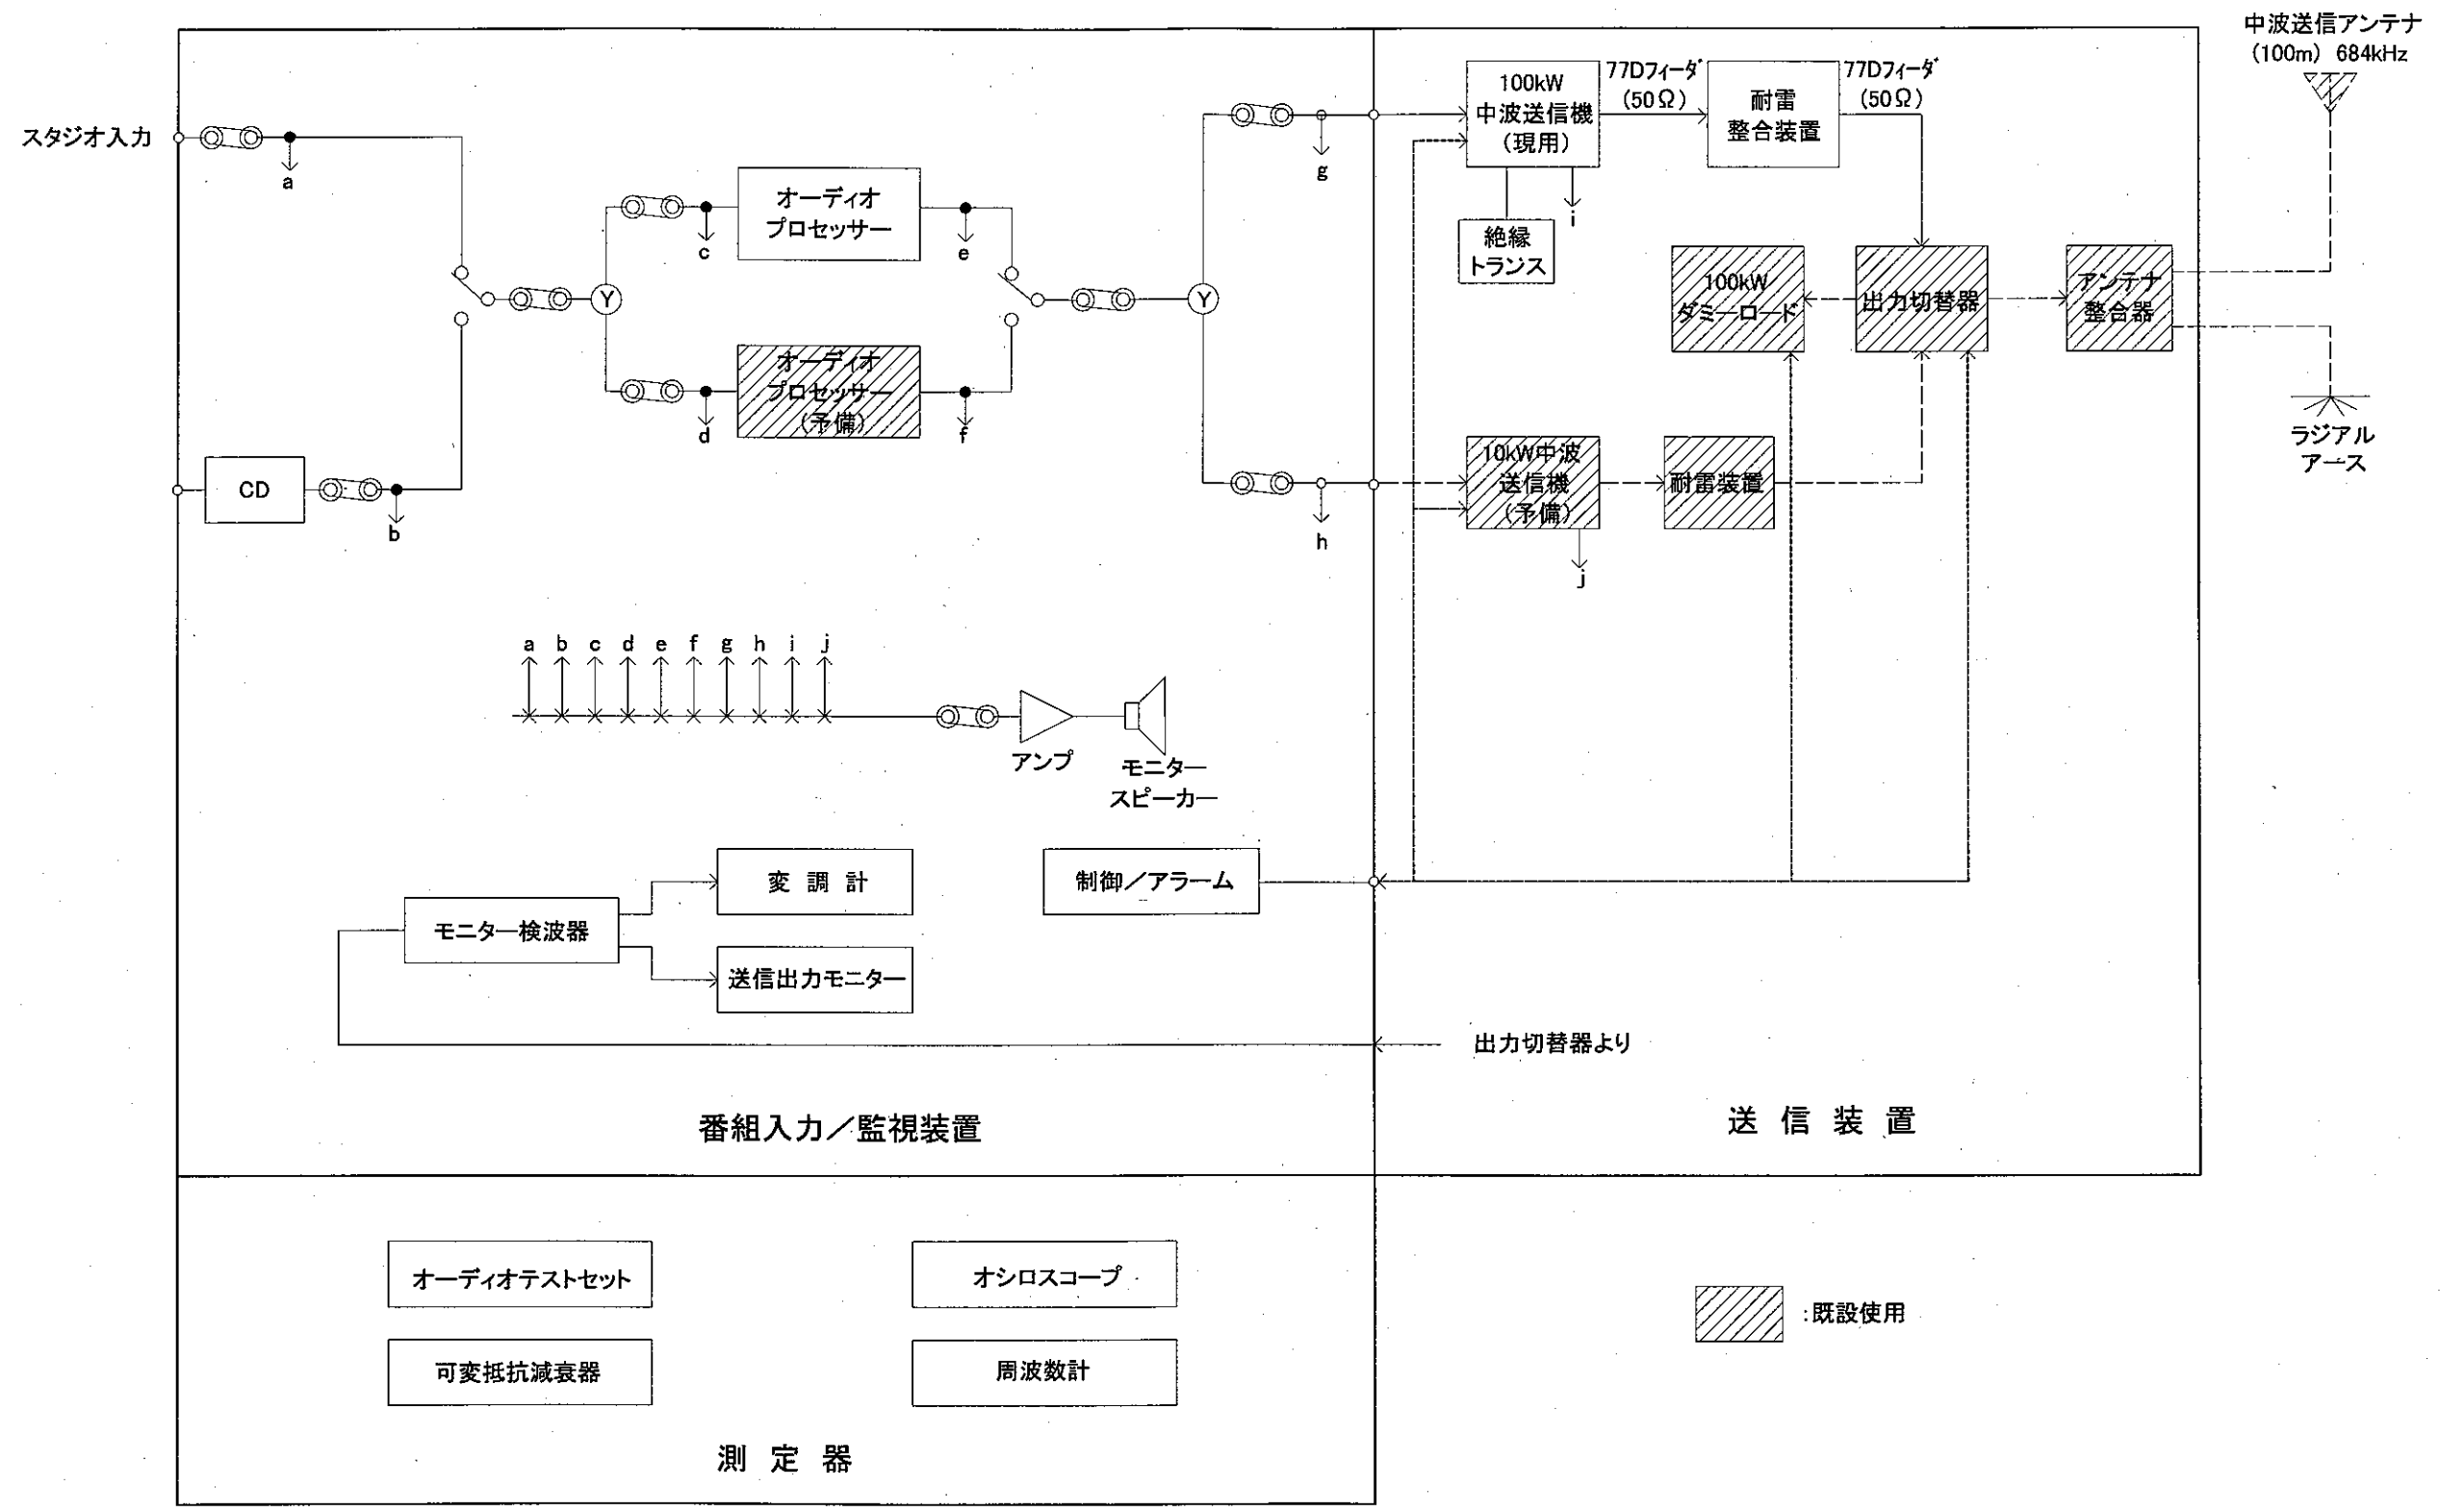 中波送信アンテナ
(100m) 684kHz
スタジオ入力
a
CD
b
Y
c
オーディオ
プロセッサー
e
d
オーディオ
プロセッサー
(予備)
f
Y
g
h
100kW
中波送信機
(現用)
77Dフィーダ
(50Ω)
耐雷
整合装置
77Dフィーダ
(50Ω)
i
絶縁
トランス
100kW
ダミーロード
出力切替器
アンテナ
整合器
ラジアル
アース
10kW中波
送信機
(予備)
耐雷装置
j
a b c d e f g h i j
アンプ
モニター
スピーカー
変調計
制御/アラーム
モニター検波器
送信出力モニター
出力切替器より
番組入力/監視装置
送信装置
オーディオテストセット
オシロスコープ
可変抵抗減衰器
周波数計
測定器
:既設使用